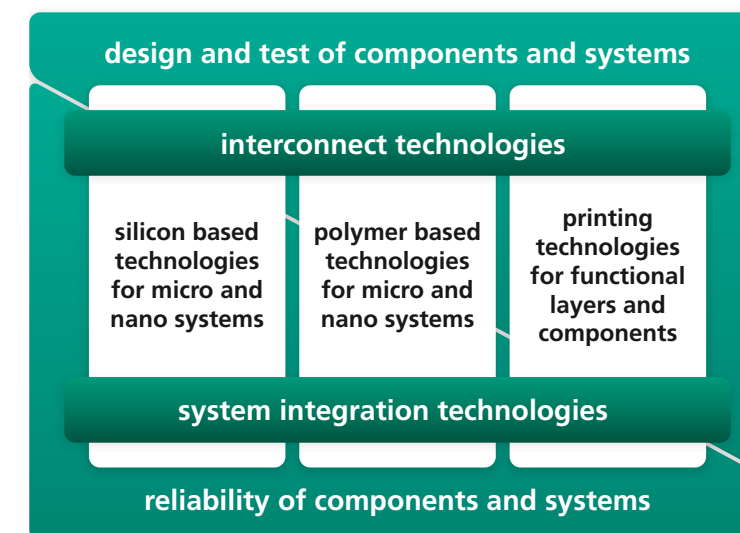 design and test of components and systems
interconnect technologies
silicon based
technologies
for micro and
nano systems
polymer based
technologies
for micro and
nano systems
printing
technologies
for functional
layers and
components
system integration technologies
reliability of components and systems